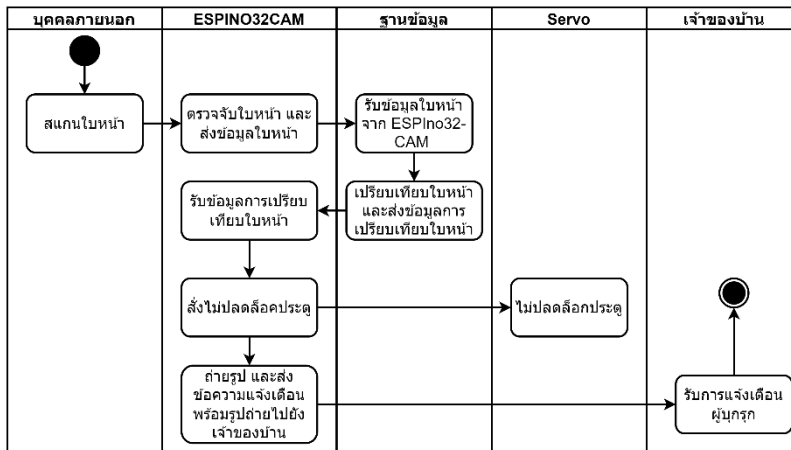 บุคคลภายนอก
ESPINO32CAM
ฐานข้อมูล
Servo
เจ้าของบ้าน
สแกนใบหน้า
ตรวจจับใบหน้า และ
ส่งข้อมูลใบหน้า
รับข้อมูลใบหน้า
จาก ESPIno32-
CAM
รับข้อมูลการเปรียบ
เทียบใบหน้า
เปรียบเทียบใบหน้า
และส่งข้อมูลการ
เปรียบเทียบใบหน้า
สั่งไม่ปลดล็อคประตู
ไม่ปลดล็อกประตู
ถ่ายรูป และส่ง
ข้อความแจ้งเตือน
พร้อมรูปถ่ายไปยัง
เจ้าของบ้าน
รับการแจ้งเตือน
ผู้บุกรุก